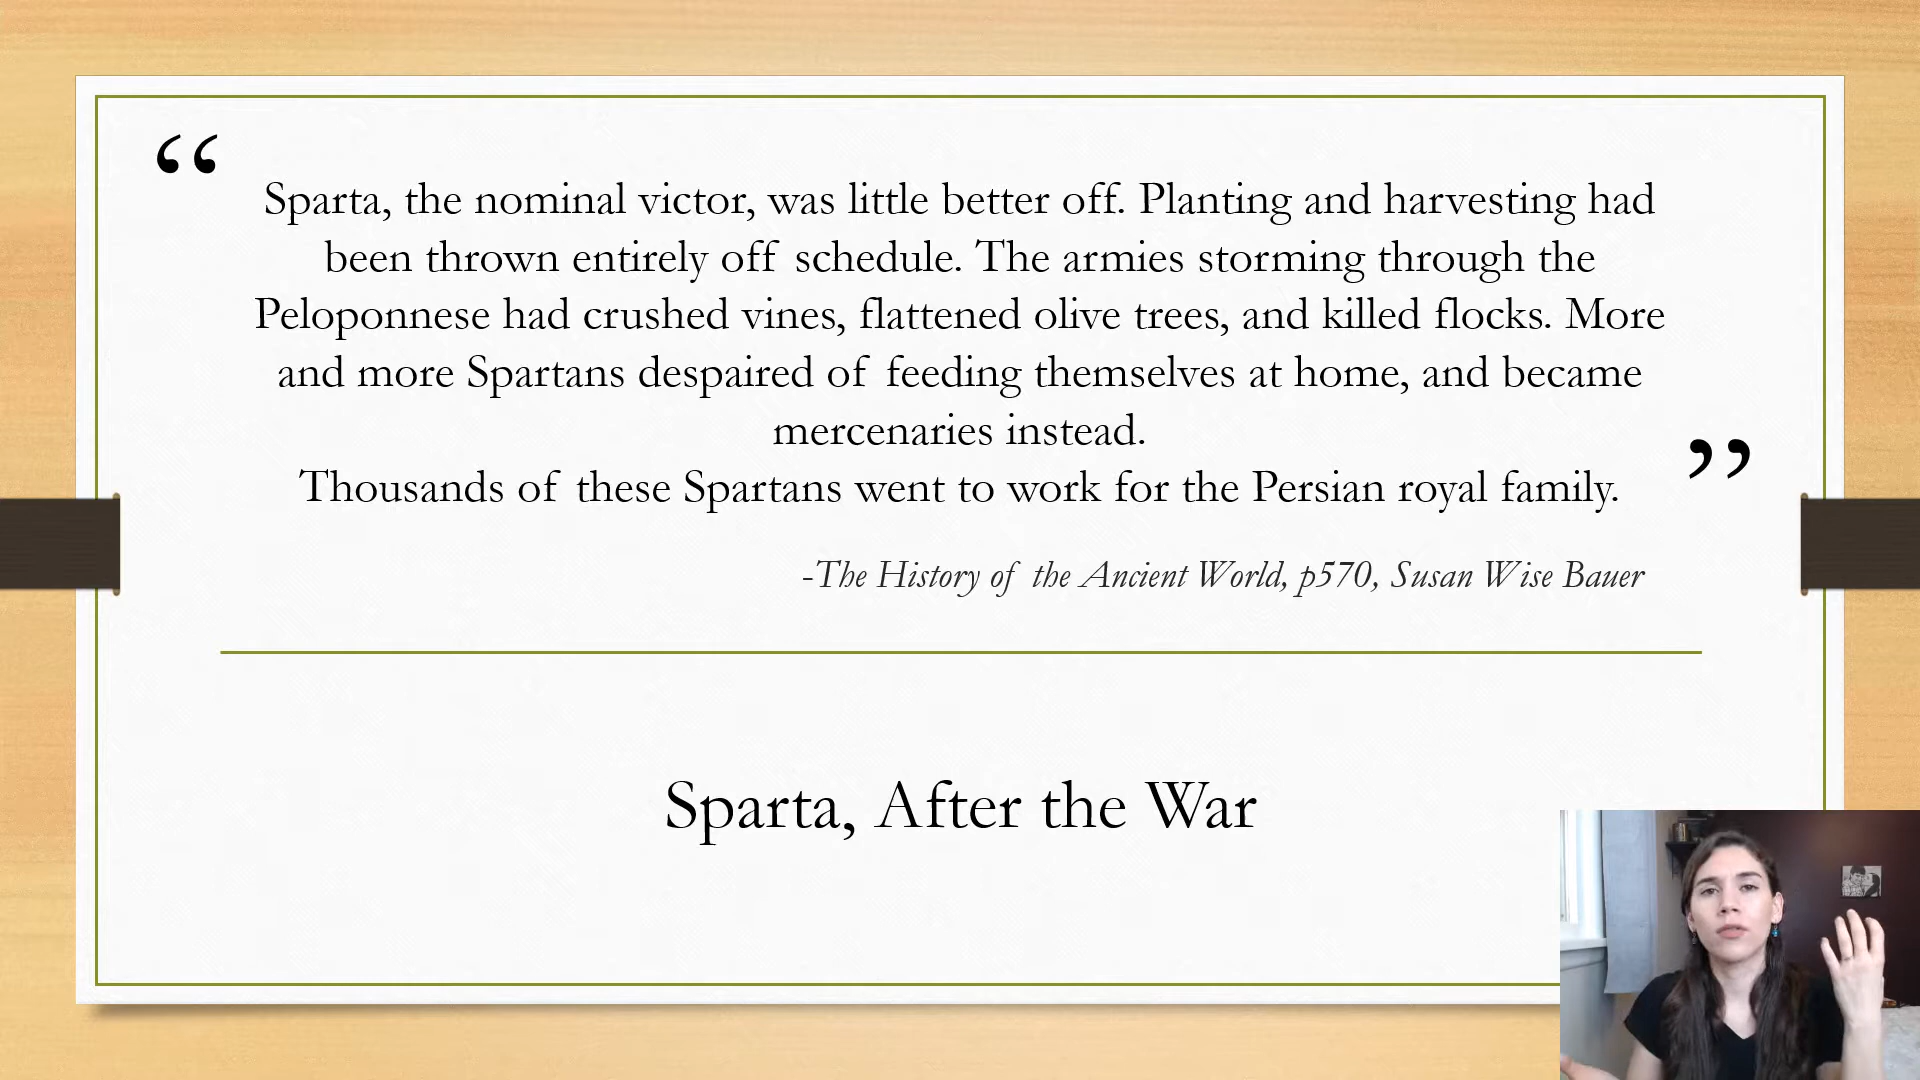 “
Sparta, the nominal victor, was little better off. Planting and harvesting had
been thrown entirely off schedule. The armies storming through the
Peloponnese had crushed vines, flattened olive trees, and killed flocks. More
and more Spartans despaired of feeding themselves at home, and became
mercenaries instead.
Thousands of these Spartans went to work for the Persian royal family.
”
-The History of the Ancient World, p570, Susan Wise Bauer
Sparta, After the War